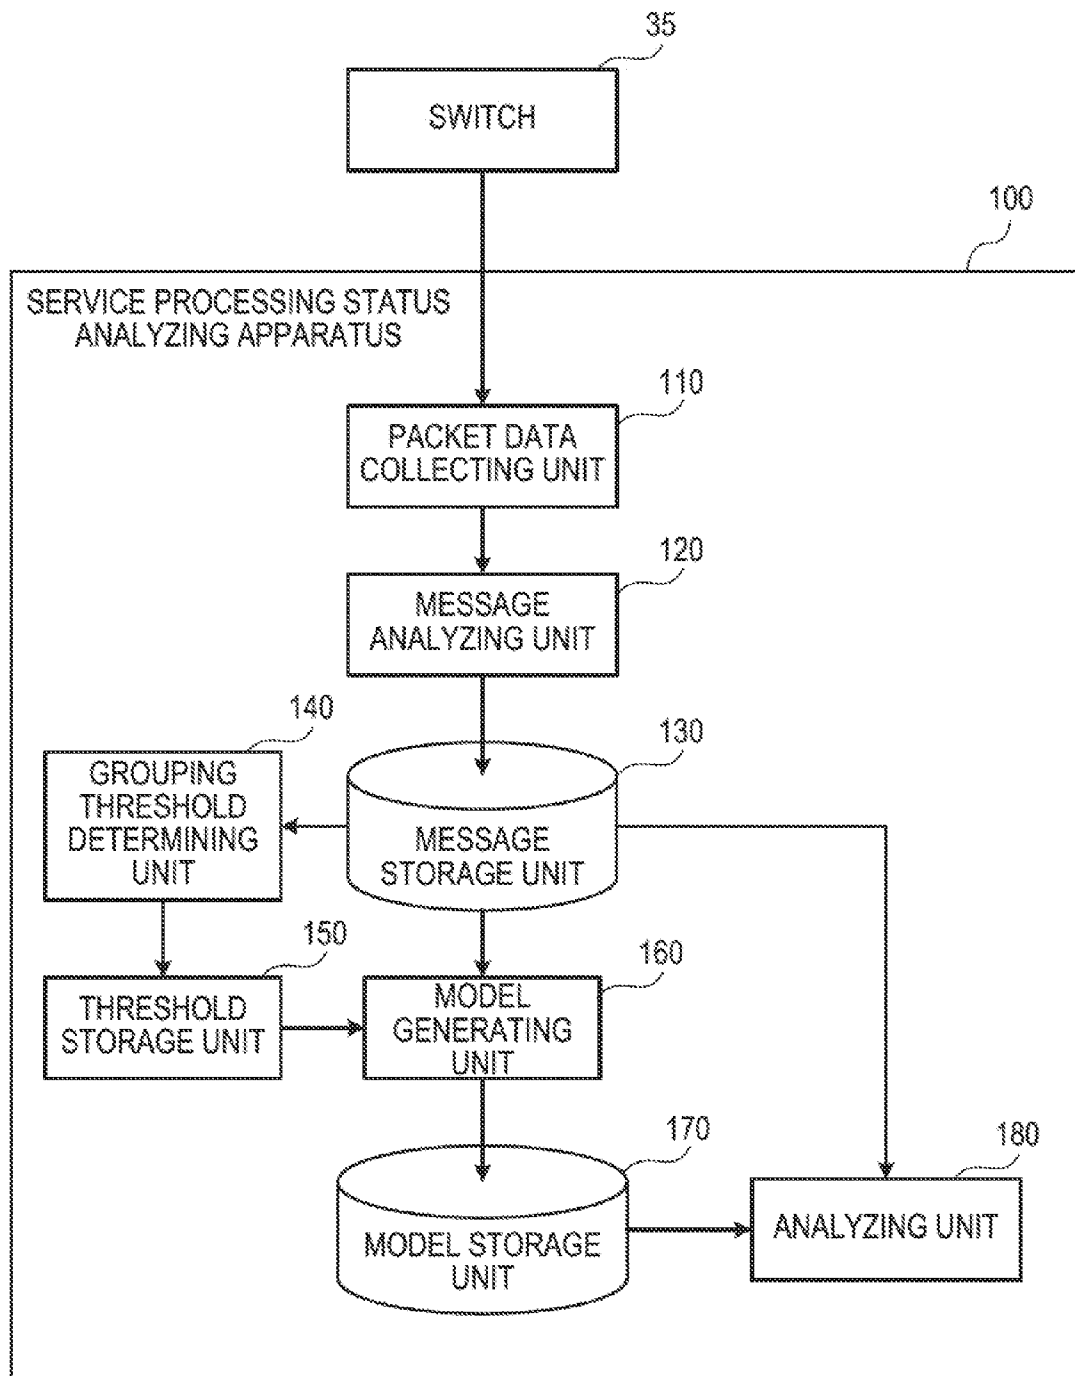 35
SWITCH
100
SERVICE PROCESSING STATUS
ANALYZING APPARATUS
110
PACKET DATA
COLLECTING UNIT
120
MESSAGE
ANALYZING UNIT
140
GROUPING
THRESHOLD
DETERMINING
UNIT
130
MESSAGE
STORAGE UNIT
150
THRESHOLD
STORAGE UNIT
160
MODEL
GENERATING
UNIT
170
MODEL STORAGE
UNIT
180
ANALYZING UNIT